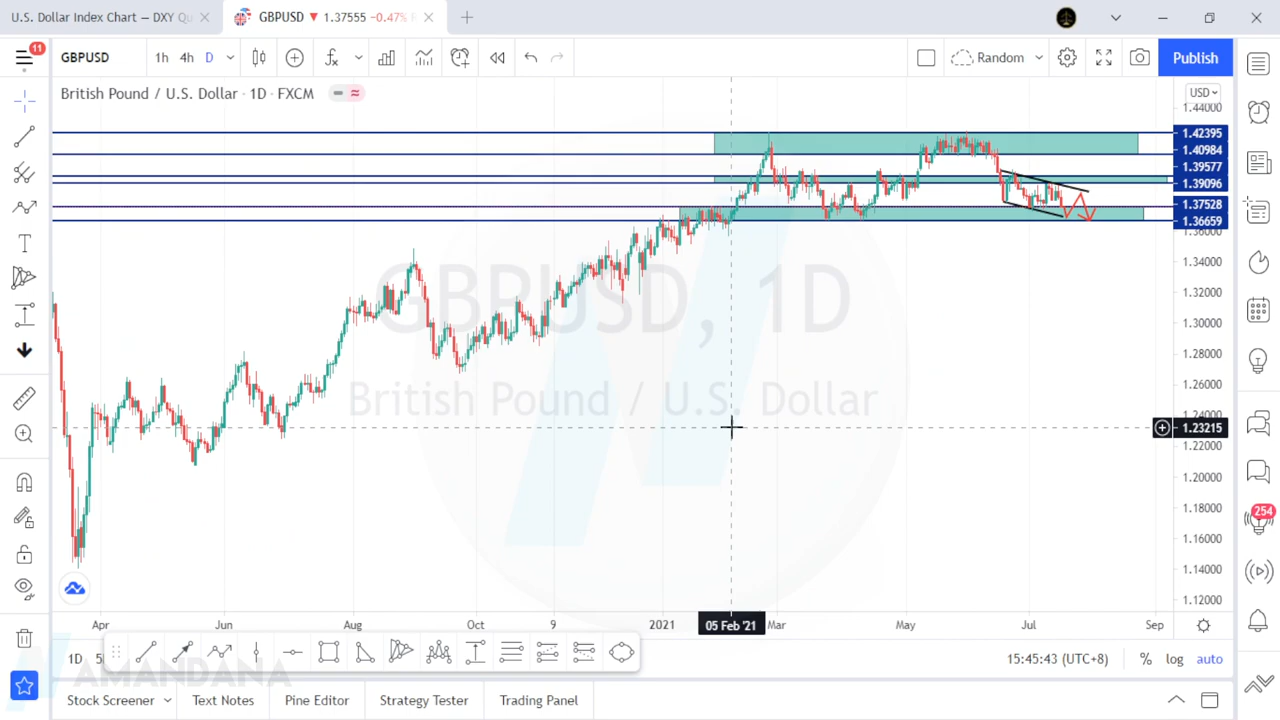 U.S. Dollar Index Chart — DXY Qu
GBPUSD ▼ 1.37555 −0.47%
11
GBPUSD 1h 4h D Random Publish
British Pound / U.S. Dollar · 1D · FXCM
USD
1.44000
1.42395
1.40984
1.39577
1.39096
1.37528
1.36659
1.36000
1.34000
1.32000
1.30000
1.28000
1.26000
1.24000
1.23215
1.22000
1.20000
1.18000
1.16000
1.14000
1.12000
GBPUSD, 1D
British Pound / U.S. Dollar
254
Apr Jun Aug Oct 9 2021 05 Feb '21 Mar May Jul Sep
1D 15:45:43 (UTC+8) % log auto
AMANDANA
Stock Screener Text Notes Pine Editor Strategy Tester Trading Panel